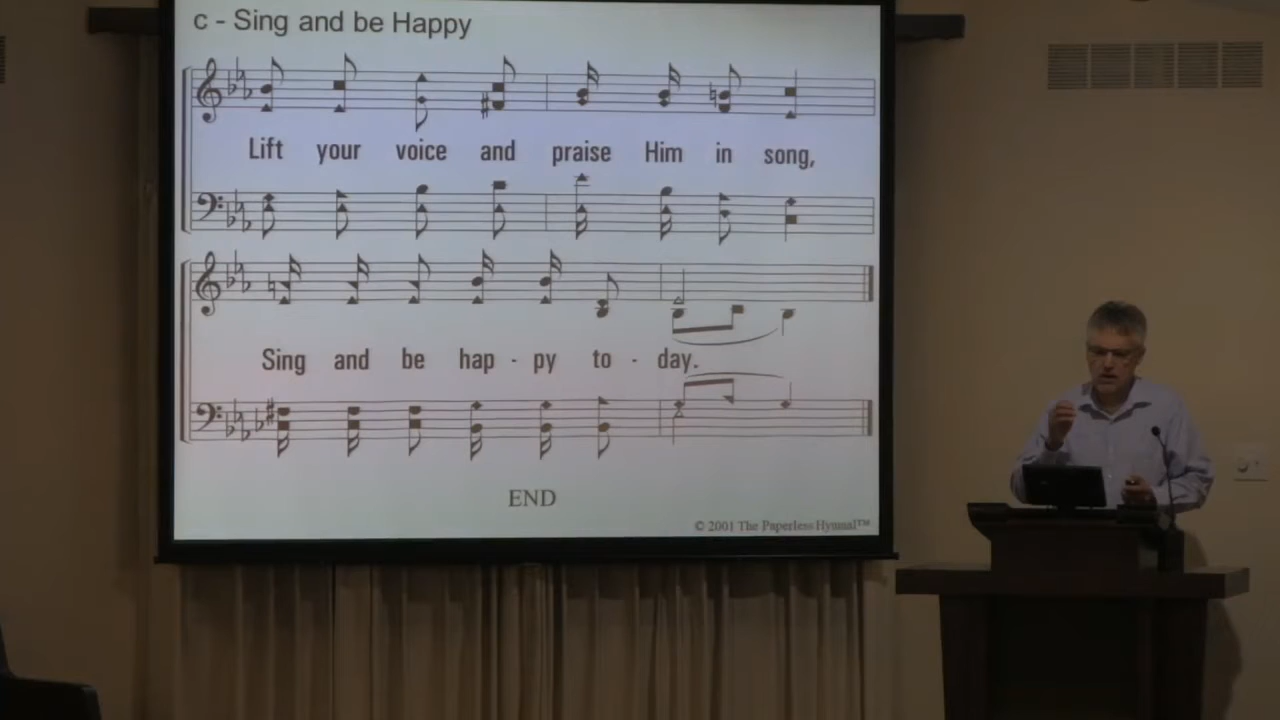 c - Sing and be Happy
Lift your voice and praise Him in song,
Sing and be hap - py to - day.
END
© 2001 The Paperless Hymnal™